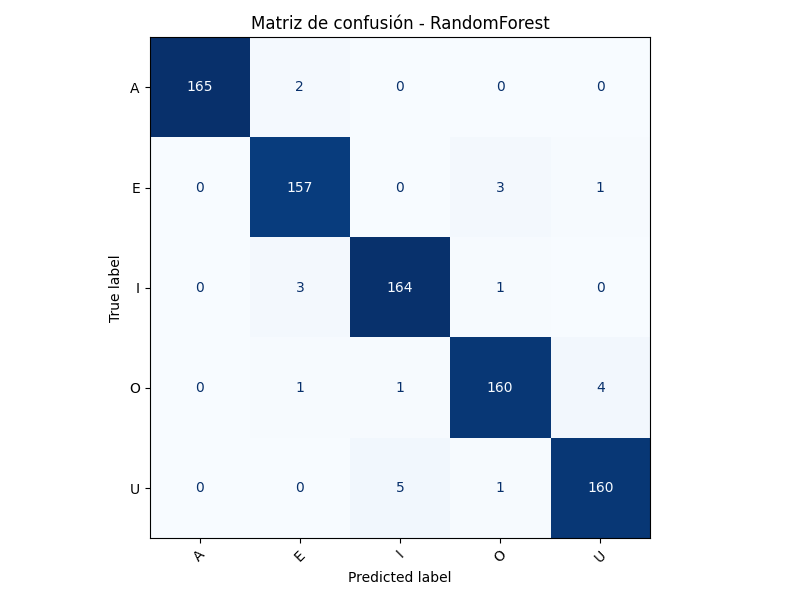 Matriz de confusión - RandomForest
A 165 2 0 0 0
E 0 157 0 3 1
True label
I 0 3 164 1 0
O 0 1 1 160 4
U 0 0 5 1 160
A E I O U
Predicted label